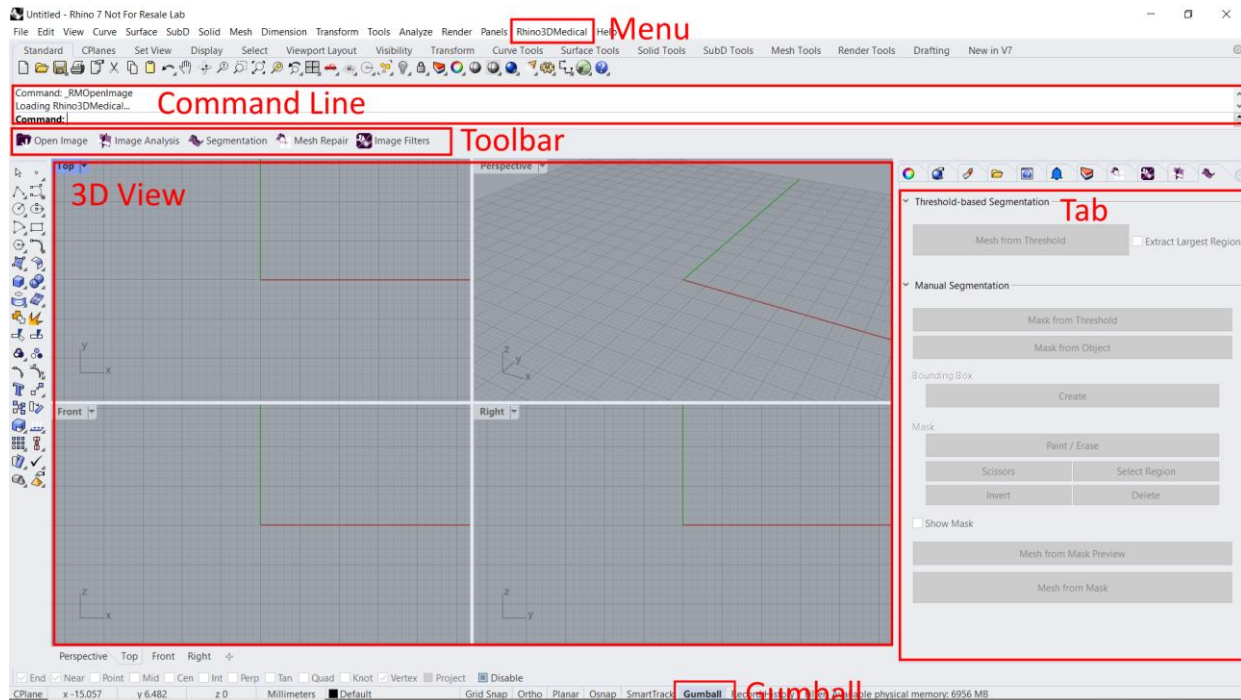 Untitled - Rhino 7 Not For Resale Lab
File Edit View Curve Surface SubD Solid Mesh Dimension Transform Tools Analyze Render Panels Rhino3DMedical Help
Menu
Standard CPlanes Set View Display Select Viewport Layout Visibility Transform Curve Tools Surface Tools Solid Tools SubD Tools Mesh Tools Render Tools Drafting New in V7
Command: _RMOpenImage
Loading Rhino3DMedical...
Command:
Command Line
Open Image Image Analysis Segmentation Mesh Repair Image Filters
Toolbar
Top
3D View
Perspective
Threshold-based Segmentation
Tab
Mesh from Threshold Extract Largest Region
Manual Segmentation
Mask from Threshold
Mask from Object
Bounding Box
Create
Mask
Paint / Erase
Scissors Select Region
Invert Delete
Show Mask
Mesh from Mask Preview
Mesh from Mask
y
x
z
y
x
Front
Right
z
x
z
y
Perspective Top Front Right
End Near Point Mid Cen Int Perp Tan Quad Knot Vertex Project Disable
CPlane x -15.057 y 6.482 z 0 Millimeters Default Grid Snap Ortho Planar Osnap SmartTrack Gumball Record History physical memory: 6956 MB
Gumball